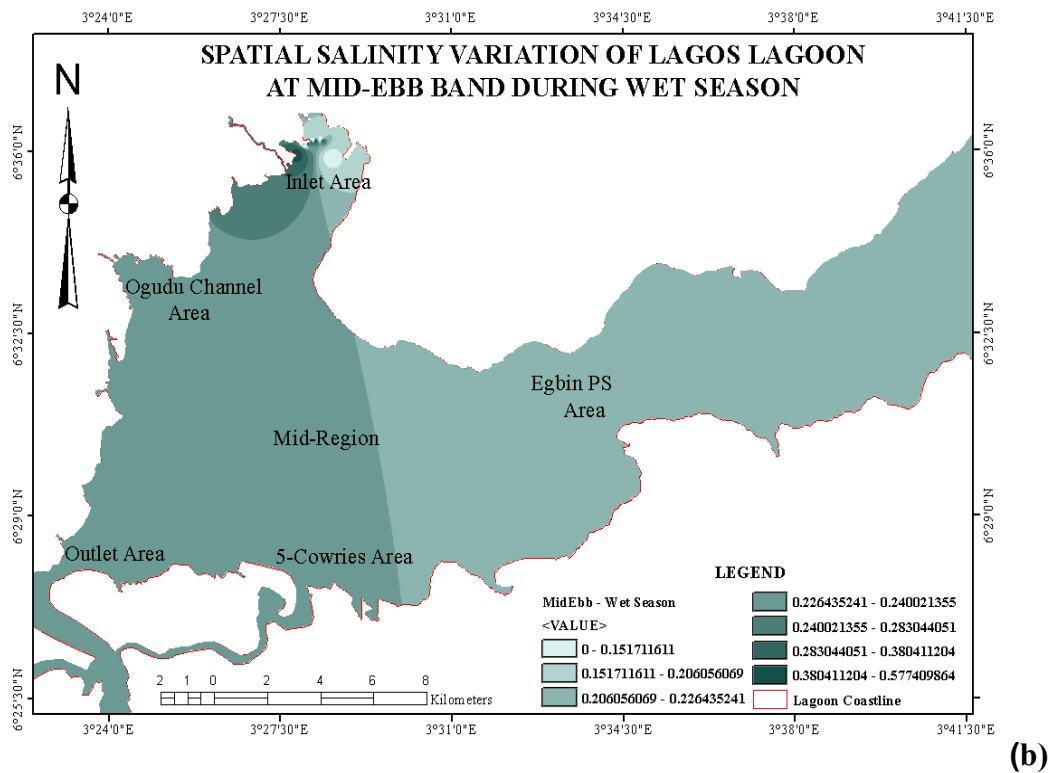 3°24'0"E 3°27'30"E 3°31'0"E 3°34'30"E 3°38'0"E 3°41'30"E
SPATIAL SALINITY VARIATION OF LAGOS LAGOON
AT MID-EBB BAND DURING WET SEASON
N
6°36'0"N 6°36'0"N
Inlet Area
Ogudu Channel
Area
6°32'30"N 6°32'30"N
Egbin PS
Area
Mid-Region
6°29'0"N 6°29'0"N
Outlet Area
5-Cowries Area
LEGEND
MidEbb - Wet Season
<VALUE>
0 - 0.151711611
0.151711611 - 0.206056069
0.206056069 - 0.226435241
0.226435241 - 0.240021355
0.240021355 - 0.283044051
0.283044051 - 0.380411204
0.380411204 - 0.577409864
Lagoon Coastline
2 1 0 2 4 6 8
Kilometers
6°25'30"N 6°25'30"N
3°24'0"E 3°27'30"E 3°31'0"E 3°34'30"E 3°38'0"E 3°41'30"E
(b)